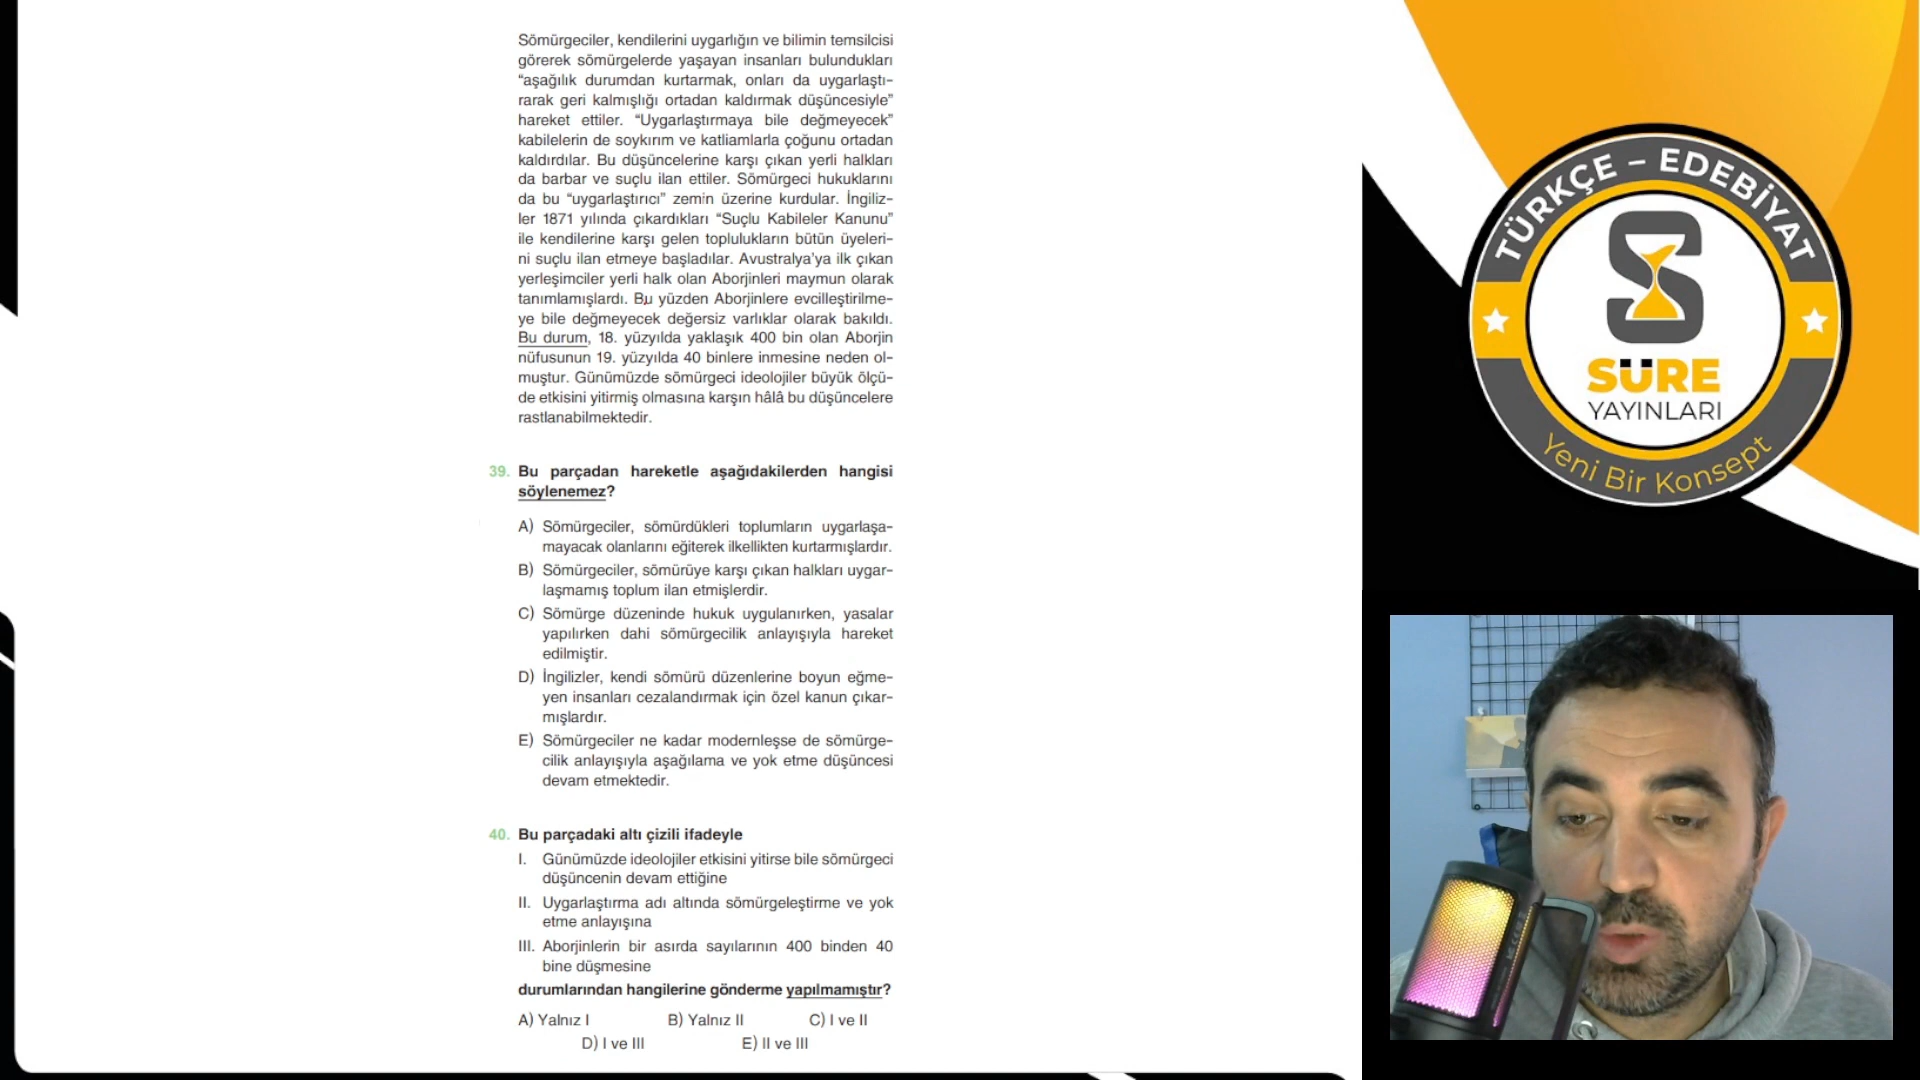 Sömürgeciler, kendilerini uygarlığın ve bilimin temsilcisi
görerek sömürgelerde yaşayan insanları bulundukları
“aşağılık durumdan kurtarmak, onları da uygarlaştı-
rarak geri kalmışlığı ortadan kaldırmak düşüncesiyle”
hareket ettiler. “Uygarlaştırmaya bile değmeyecek”
kabilelerin de soykırım ve katliamlarla çoğunu ortadan
kaldırdılar. Bu düşüncelerine karşı çıkan yerli halkları
da barbar ve suçlu ilan ettiler. Sömürgeci hukuklarını
da bu “uygarlaştırıcı” zemin üzerine kurdular. İngiliz-
ler 1871 yılında çıkardıkları “Suçlu Kabileler Kanunu”
ile kendilerine karşı gelen toplulukların bütün üyeleri-
ni suçlu ilan etmeye başladılar. Avustralya’ya ilk çıkan
yerleşimciler yerli halk olan Aborjinleri maymun olarak
tanımlamışlardı. Bu yüzden Aborjinlere evcilleştirilme-
ye bile değmeyecek değersiz varlıklar olarak bakıldı.
Bu durum, 18. yüzyılda yaklaşık 400 bin olan Aborjin
nüfusunun 19. yüzyılda 40 binlere inmesine neden ol-
muştur. Günümüzde sömürgeci ideolojiler büyük ölçü-
de etkisini yitirmiş olmasına karşın hâlâ bu düşüncelere
rastlanabilmektedir.
39. Bu parçadan hareketle aşağıdakilerden hangisi
söylenemez?
A) Sömürgeciler, sömürdükleri toplumların uygarlaşa-
mayacak olanlarını eğiterek ilkellikten kurtarmışlardır.
B) Sömürgeciler, sömürüye karşı çıkan halkları uygar-
laşmamış toplum ilan etmişlerdir.
C) Sömürge düzeninde hukuk uygulanırken, yasalar
yapılırken dahi sömürgecilik anlayışıyla hareket
edilmiştir.
D) İngilizler, kendi sömürü düzenlerine boyun eğme-
yen insanları cezalandırmak için özel kanun çıkar-
mışlardır.
E) Sömürgeciler ne kadar modernleşse de sömürge-
cilik anlayışıyla aşağılama ve yok etme düşüncesi
devam etmektedir.
40. Bu parçadaki altı çizili ifadeyle
I. Günümüzde ideolojiler etkisini yitirse bile sömürgeci
düşüncenin devam ettiğine
II. Uygarlaştırma adı altında sömürgeleştirme ve yok
etme anlayışına
III. Aborjinlerin bir asırda sayılarının 400 binden 40
bine düşmesine
durumlarından hangilerine gönderme yapılmamıştır?
A) Yalnız I B) Yalnız II C) I ve II
D) I ve III E) II ve III
TÜRKÇE – EDEBİYAT
SÜRE
YAYINLARI
Yeni Bir Konsept